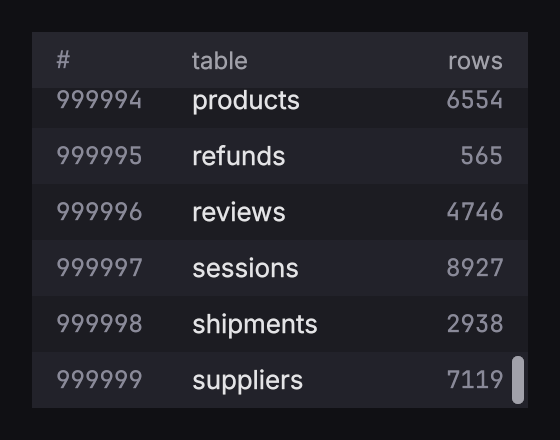 # table rows
999994 products 6554
999995 refunds 565
999996 reviews 4746
999997 sessions 8927
999998 shipments 2938
999999 suppliers 7119